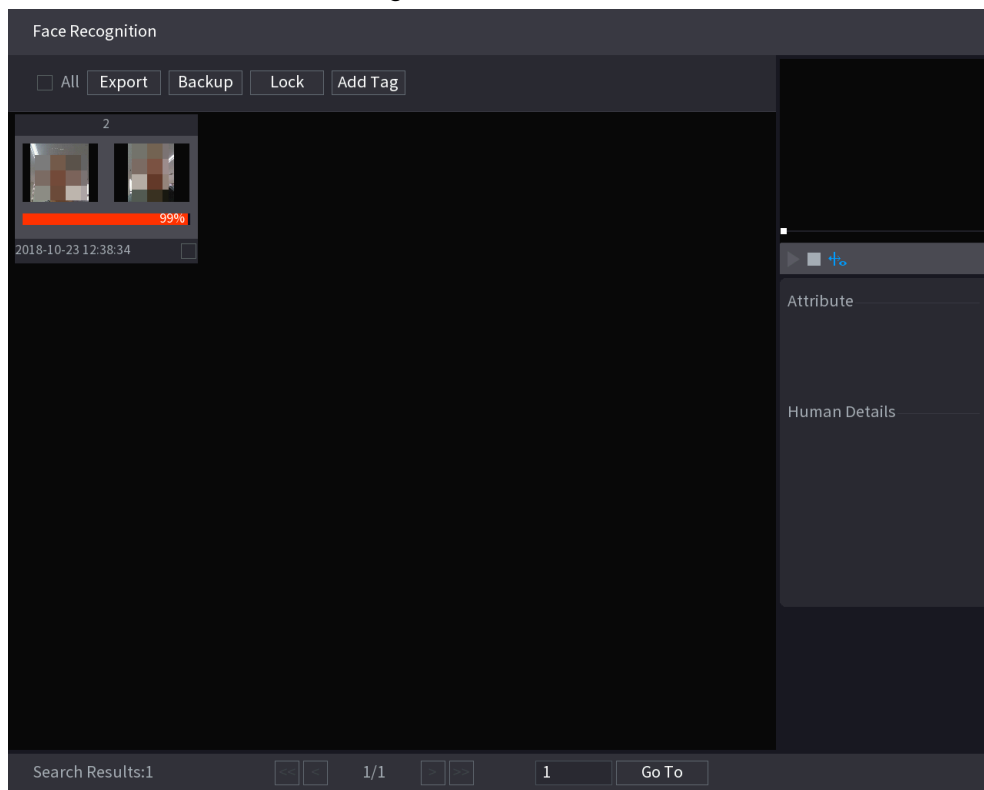 Face Recognition
All Export Backup Lock Add Tag
2
99%
2018-10-23 12:38:34
Attribute
Human Details
Search Results:1 << < 1/1 > >> 1 Go To